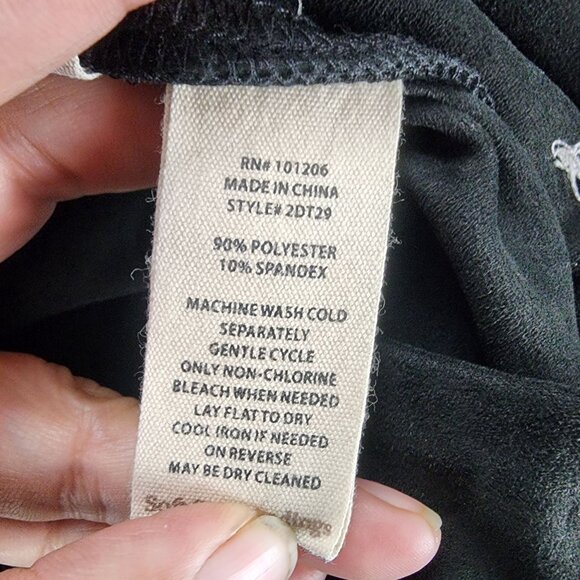 RN# 101206
MADE IN CHINA
STYLE# 2DT29
90% POLYESTER
10% SPANDEX
MACHINE WASH COLD
SEPARATELY
GENTLE CYCLE
ONLY NON-CHLORINE
BLEACH WHEN NEEDED
LAY FLAT TO DRY
COOL IRON IF NEEDED
ON REVERSE
MAY BE DRY CLEANED